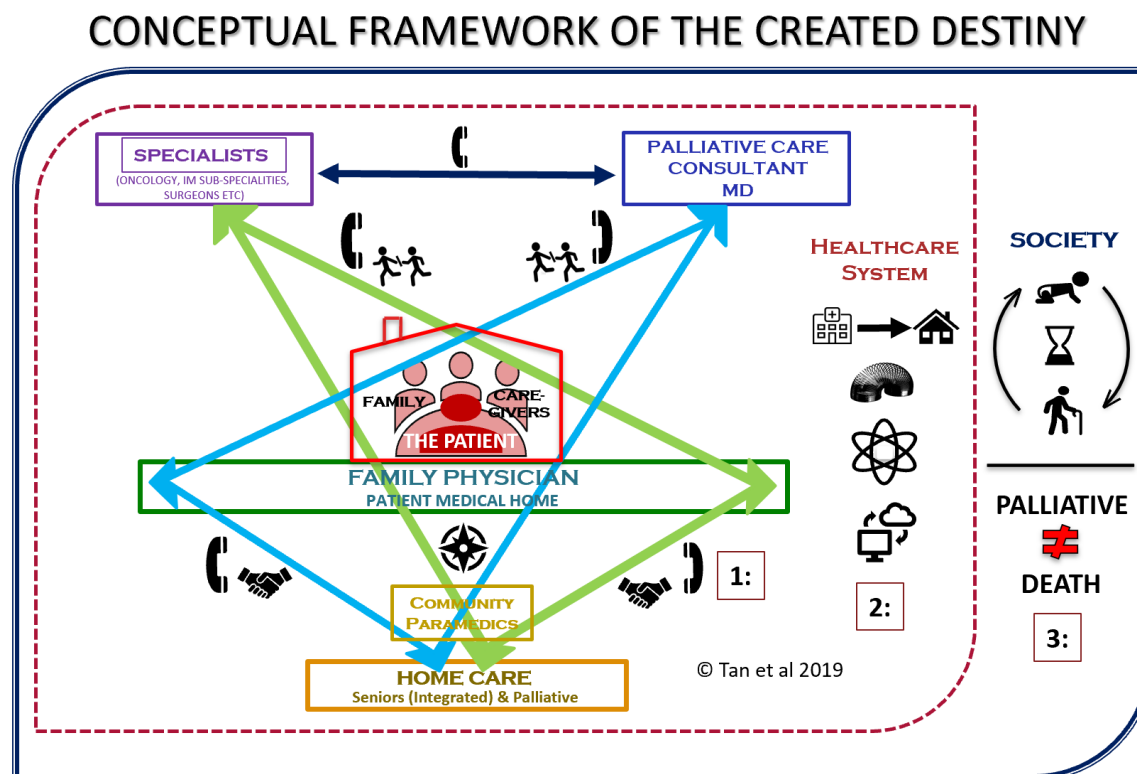 CONCEPTUAL FRAMEWORK OF THE CREATED DESTINY
SPECIALISTS
(ONCOLOGY, IM SUB-SPECIALITIES,
SURGEONS ETC)
PALLIATIVE CARE
CONSULTANT
MD
HEALTHCARE
SYSTEM
SOCIETY
FAMILY
CARE-
GIVERS
THE PATIENT
FAMILY PHYSICIAN
PATIENT MEDICAL HOME
COMMUNITY
PARAMEDICS
HOME CARE
Seniors (Integrated) & Palliative
1:
2:
© Tan et al 2019
PALLIATIVE
≠
DEATH
3: